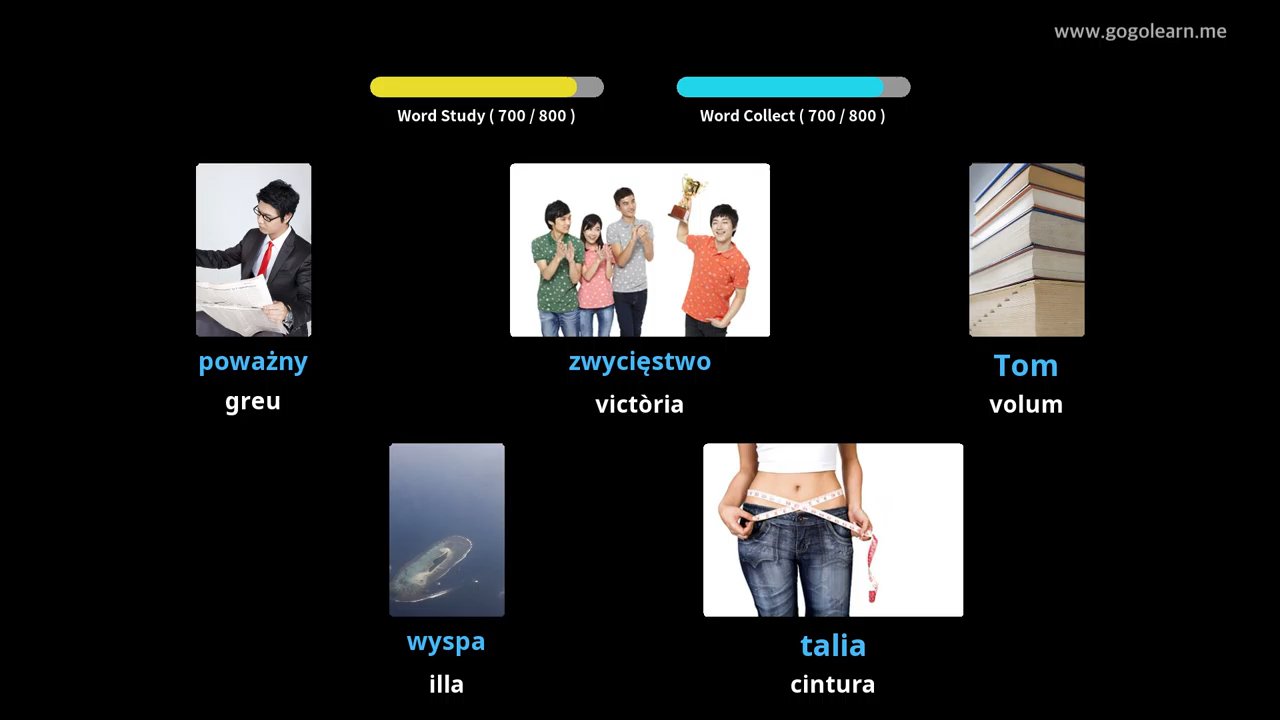 www.gogolearn.me
Word Study ( 700 / 800 )
Word Collect ( 700 / 800 )
poważny
greu
zwycięstwo
victòria
Tom
volum
wyspa
illa
talia
cintura